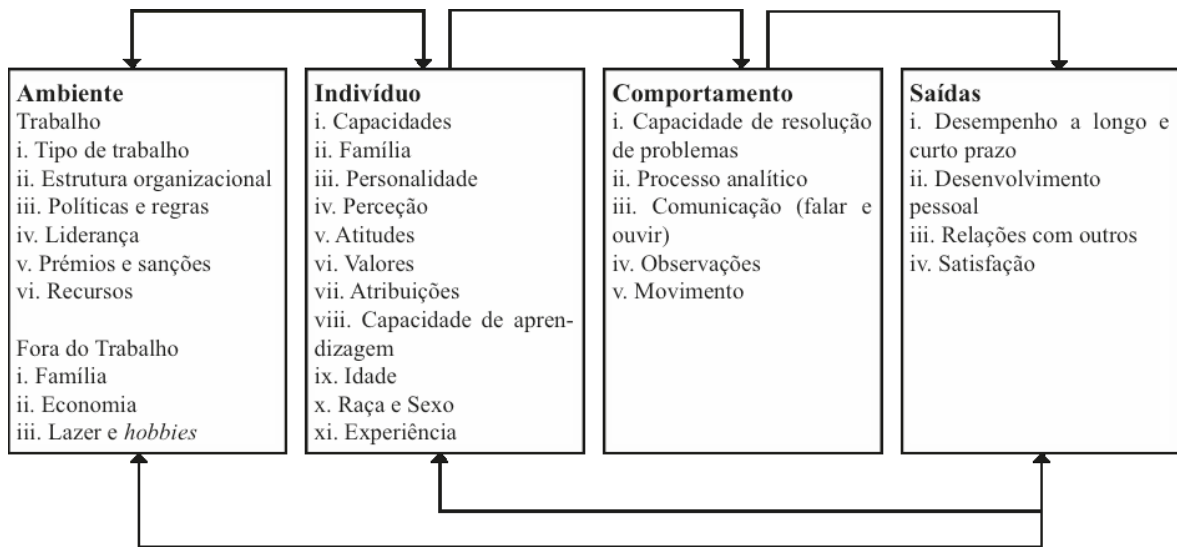 Ambiente
Trabalho
i. Tipo de trabalho
ii. Estrutura organizacional
iii. Políticas e regras
iv. Liderança
v. Prémios e sanções
vi. Recursos
Fora do Trabalho
i. Família
ii. Economia
iii. Lazer e hobbies
Indivíduo
i. Capacidades
ii. Família
iii. Personalidade
iv. Perceção
v. Atitudes
vi. Valores
vii. Atribuições
viii. Capacidade de apren-
dizagem
ix. Idade
x. Raça e Sexo
xi. Experiência
Comportamento
i. Capacidade de resolução
de problemas
ii. Processo analítico
iii. Comunicação (falar e
ouvir)
iv. Observações
v. Movimento
Saídas
i. Desempenho a longo e
curto prazo
ii. Desenvolvimento
pessoal
iii. Relações com outros
iv. Satisfação